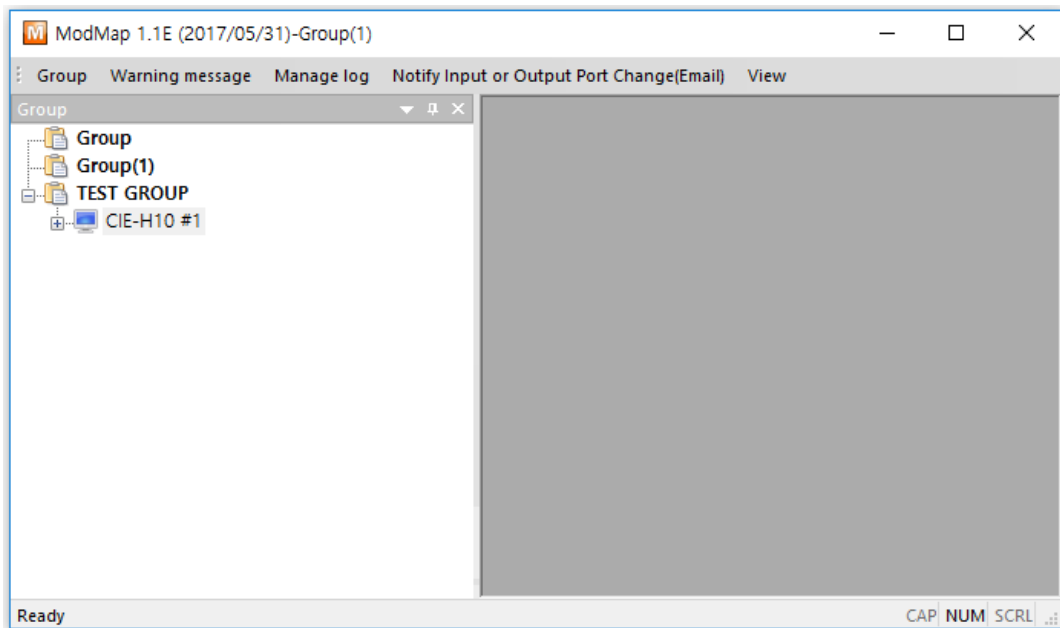 M ModMap 1.1E (2017/05/31)-Group(1)
Group Warning message Manage log Notify Input or Output Port Change(Email) View
Group
Group
Group(1)
TEST GROUP
CIE-H10 #1
Ready CAP NUM SCRL